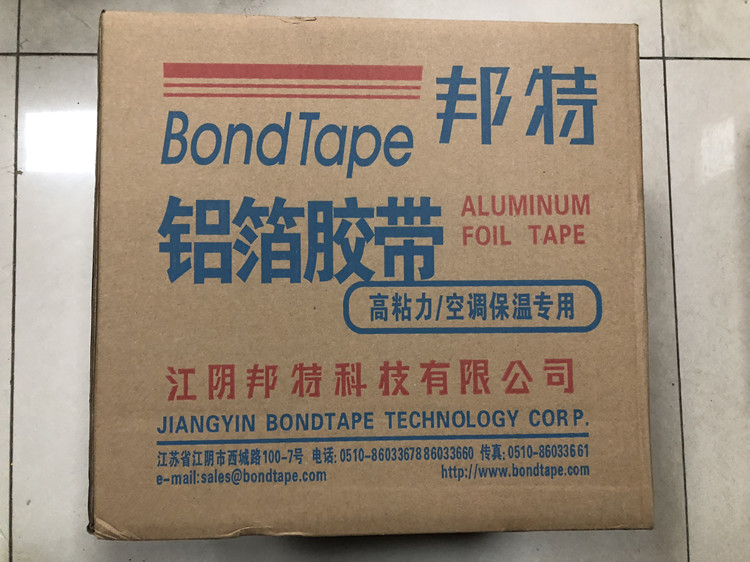 Bond Tape 邦特
铝箔胶带
ALUMINUM
FOIL TAPE
高粘力/空调保温专用
江阴邦特科技有限公司
JIANGYIN BONDTAPE TECHNOLOGY CORP.
江苏省江阴市西城路100-7号 电话:0510-8603367886033660 传真:0510-86033661
e-mail:sales@bondtape.com http://www.bondtape.com